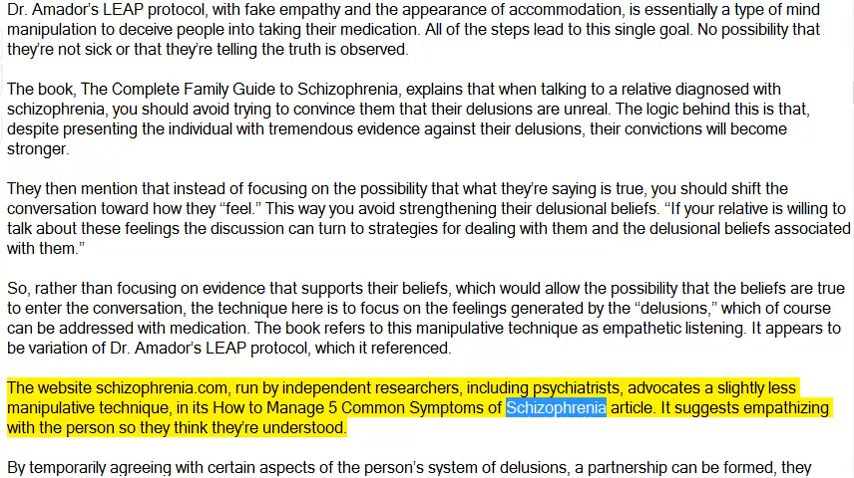 Dr. Amador's LEAP protocol, with fake empathy and the appearance of accommodation, is essentially a type of mind
manipulation to deceive people into taking their medication. All of the steps lead to this single goal. No possibility that
they're not sick or that they're telling the truth is observed.
The book, The Complete Family Guide to Schizophrenia, explains that when talking to a relative diagnosed with
schizophrenia, you should avoid trying to convince them that their delusions are unreal. The logic behind this is that,
despite presenting the individual with tremendous evidence against their delusions, their convictions will become
stronger.
They then mention that instead of focusing on the possibility that what they're saying is true, you should shift the
conversation toward how they “feel.” This way you avoid strengthening their delusional beliefs. “If your relative is willing to
talk about these feelings the discussion can turn to strategies for dealing with them and the delusional beliefs associated
with them.”
So, rather than focusing on evidence that supports their beliefs, which would allow the possibility that the beliefs are true
to enter the conversation, the technique here is to focus on the feelings generated by the “delusions,” which of course
can be addressed with medication. The book refers to this manipulative technique as empathetic listening. It appears to
be variation of Dr. Amador's LEAP protocol, which it referenced.
The website schizophrenia.com, run by independent researchers, including psychiatrists, advocates a slightly less
manipulative technique, in its How to Manage 5 Common Symptoms of Schizophrenia article. It suggests empathizing
with the person so they think they're understood.
By temporarily agreeing with certain aspects of the person's system of delusions, a partnership can be formed, they